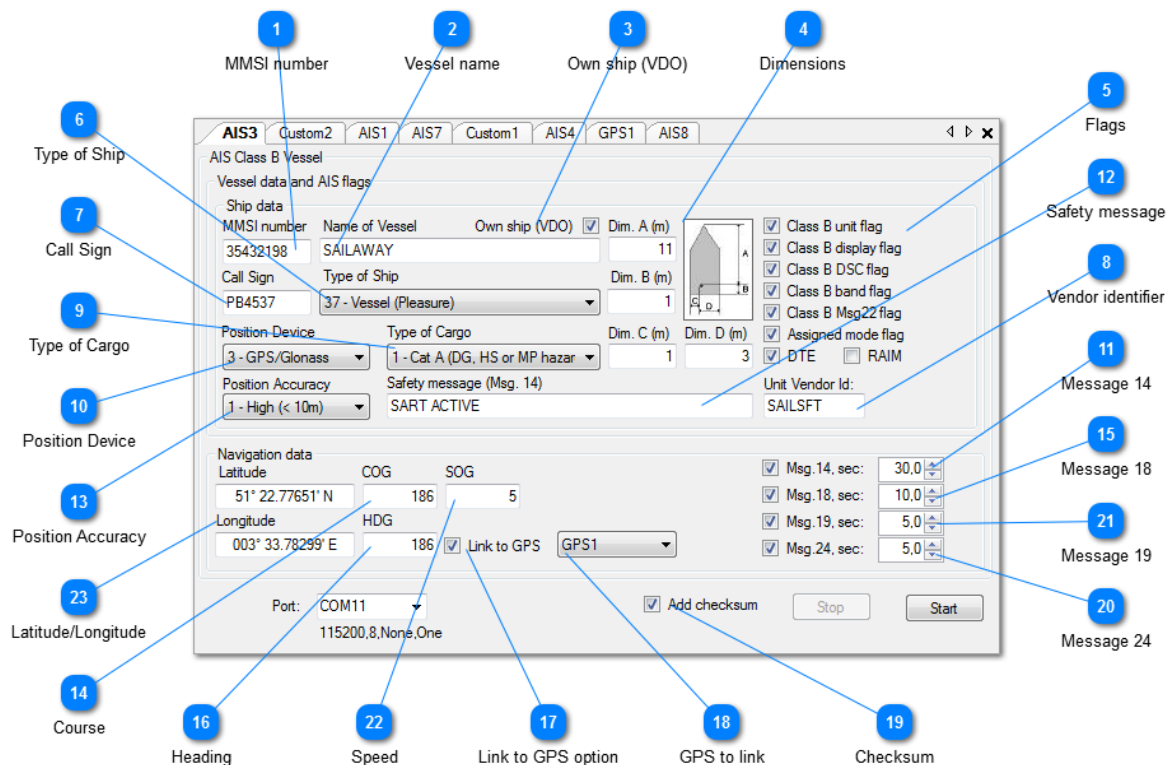 1
MMSI number
2
Vessel name
3
Own ship (VDO)
4
Dimensions
5
Flags
6
Type of Ship
7
Call Sign
9
Type of Cargo
10
Position Device
13
Position Accuracy
23
Latitude/Longitude
AIS3 Custom2 AIS1 AIS7 Custom1 AIS4 GPS1 AIS8
AIS Class B Vessel
Vessel data and AIS flags
Ship data
MMSI number Name of Vessel Own ship (VDO) Dim. A (m)
35432198 SAILAWAY 11
Call Sign Type of Ship Dim. B (m)
PB4537 37 - Vessel (Pleasure) 1
Position Device Type of Cargo Dim. C (m) Dim. D (m)
3 - GPS/Glonass 1 - Cat A (DG, HS or MP hazar 1 3
Position Accuracy Safety message (Msg. 14) Unit Vendor Id:
1 - High (< 10m) SART ACTIVE SAILSFT
A
B
C
D
Class B unit flag
Class B display flag
Class B DSC flag
Class B band flag
Class B Msg22 flag
Assigned mode flag
DTE RAIM
Navigation data
Latitude COG SOG
51° 22.77651' N 186 5
Longitude HDG
003° 33.78299' E 186 Link to GPS GPS1
Msg.14, sec: 30,0
Msg.18, sec: 10,0
Msg.19, sec: 5,0
Msg.24, sec: 5,0
Port: COM11 Add checksum Stop Start
115200,8,None,One
12
Safety message
8
Vendor identifier
11
Message 14
15
Message 18
21
Message 19
20
Message 24
14
Course
16
Heading
22
Speed
17
Link to GPS option
18
GPS to link
19
Checksum